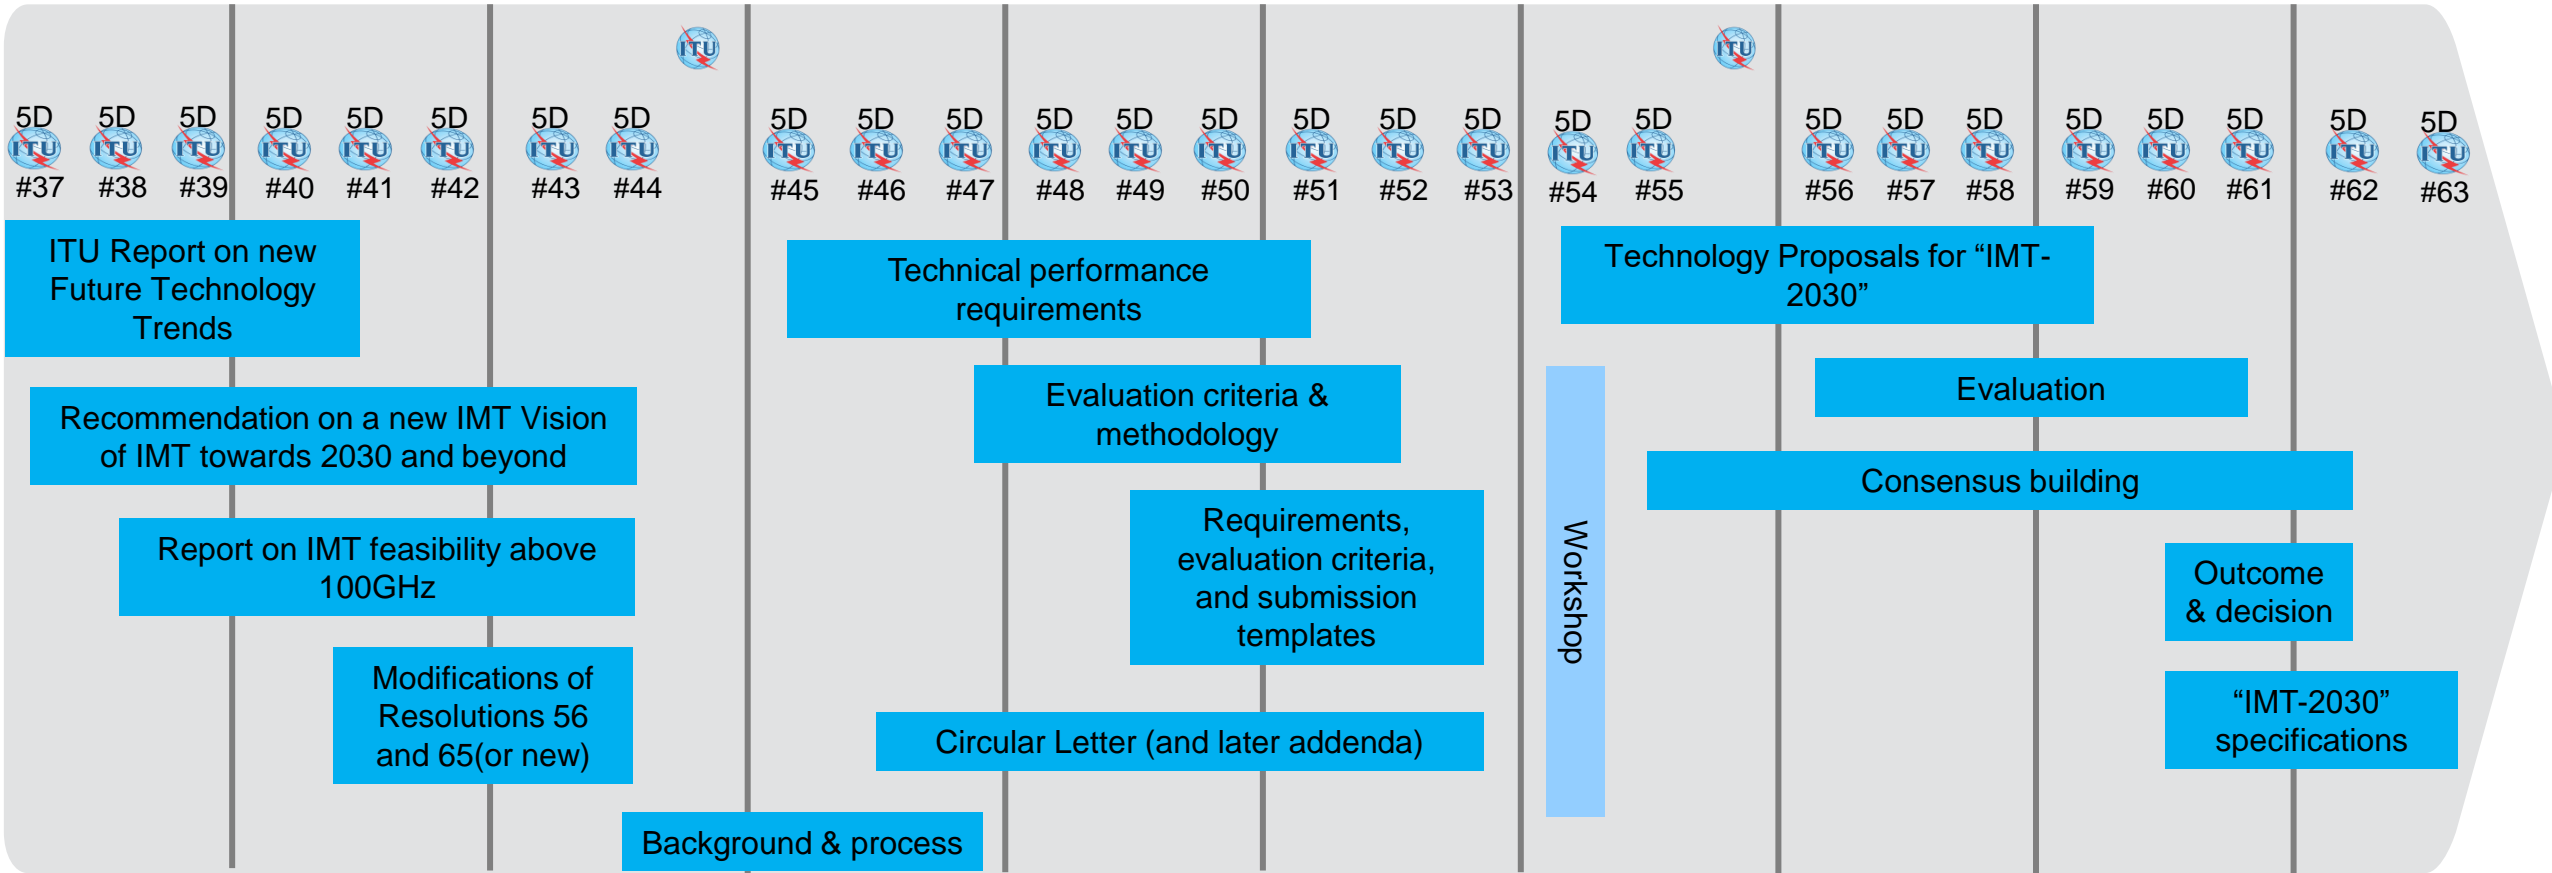 ITU
ITU
5D 5D 5D 5D 5D 5D 5D 5D 5D 5D 5D 5D 5D 5D 5D 5D 5D 5D 5D 5D 5D 5D 5D 5D 5D 5D 5D
ITU ITU ITU ITU ITU ITU ITU ITU ITU ITU ITU ITU ITU ITU ITU ITU ITU ITU ITU ITU ITU ITU ITU ITU ITU ITU ITU
#37 #38 #39 #40 #41 #42 #43 #44 #45 #46 #47 #48 #49 #50 #51 #52 #53 #54 #55 #56 #57 #58 #59 #60 #61 #62 #63
ITU Report on new
Future Technology
Trends
Recommendation on a new IMT Vision
of IMT towards 2030 and beyond
Report on IMT feasibility above
100GHz
Modifications of
Resolutions 56
and 65(or new)
Background & process
Technical performance
requirements
Evaluation criteria &
methodology
Requirements,
evaluation criteria,
and submission
templates
Circular Letter (and later addenda)
Workshop
Technology Proposals for “IMT-
2030”
Evaluation
Consensus building
Outcome
& decision
“IMT-2030”
specifications